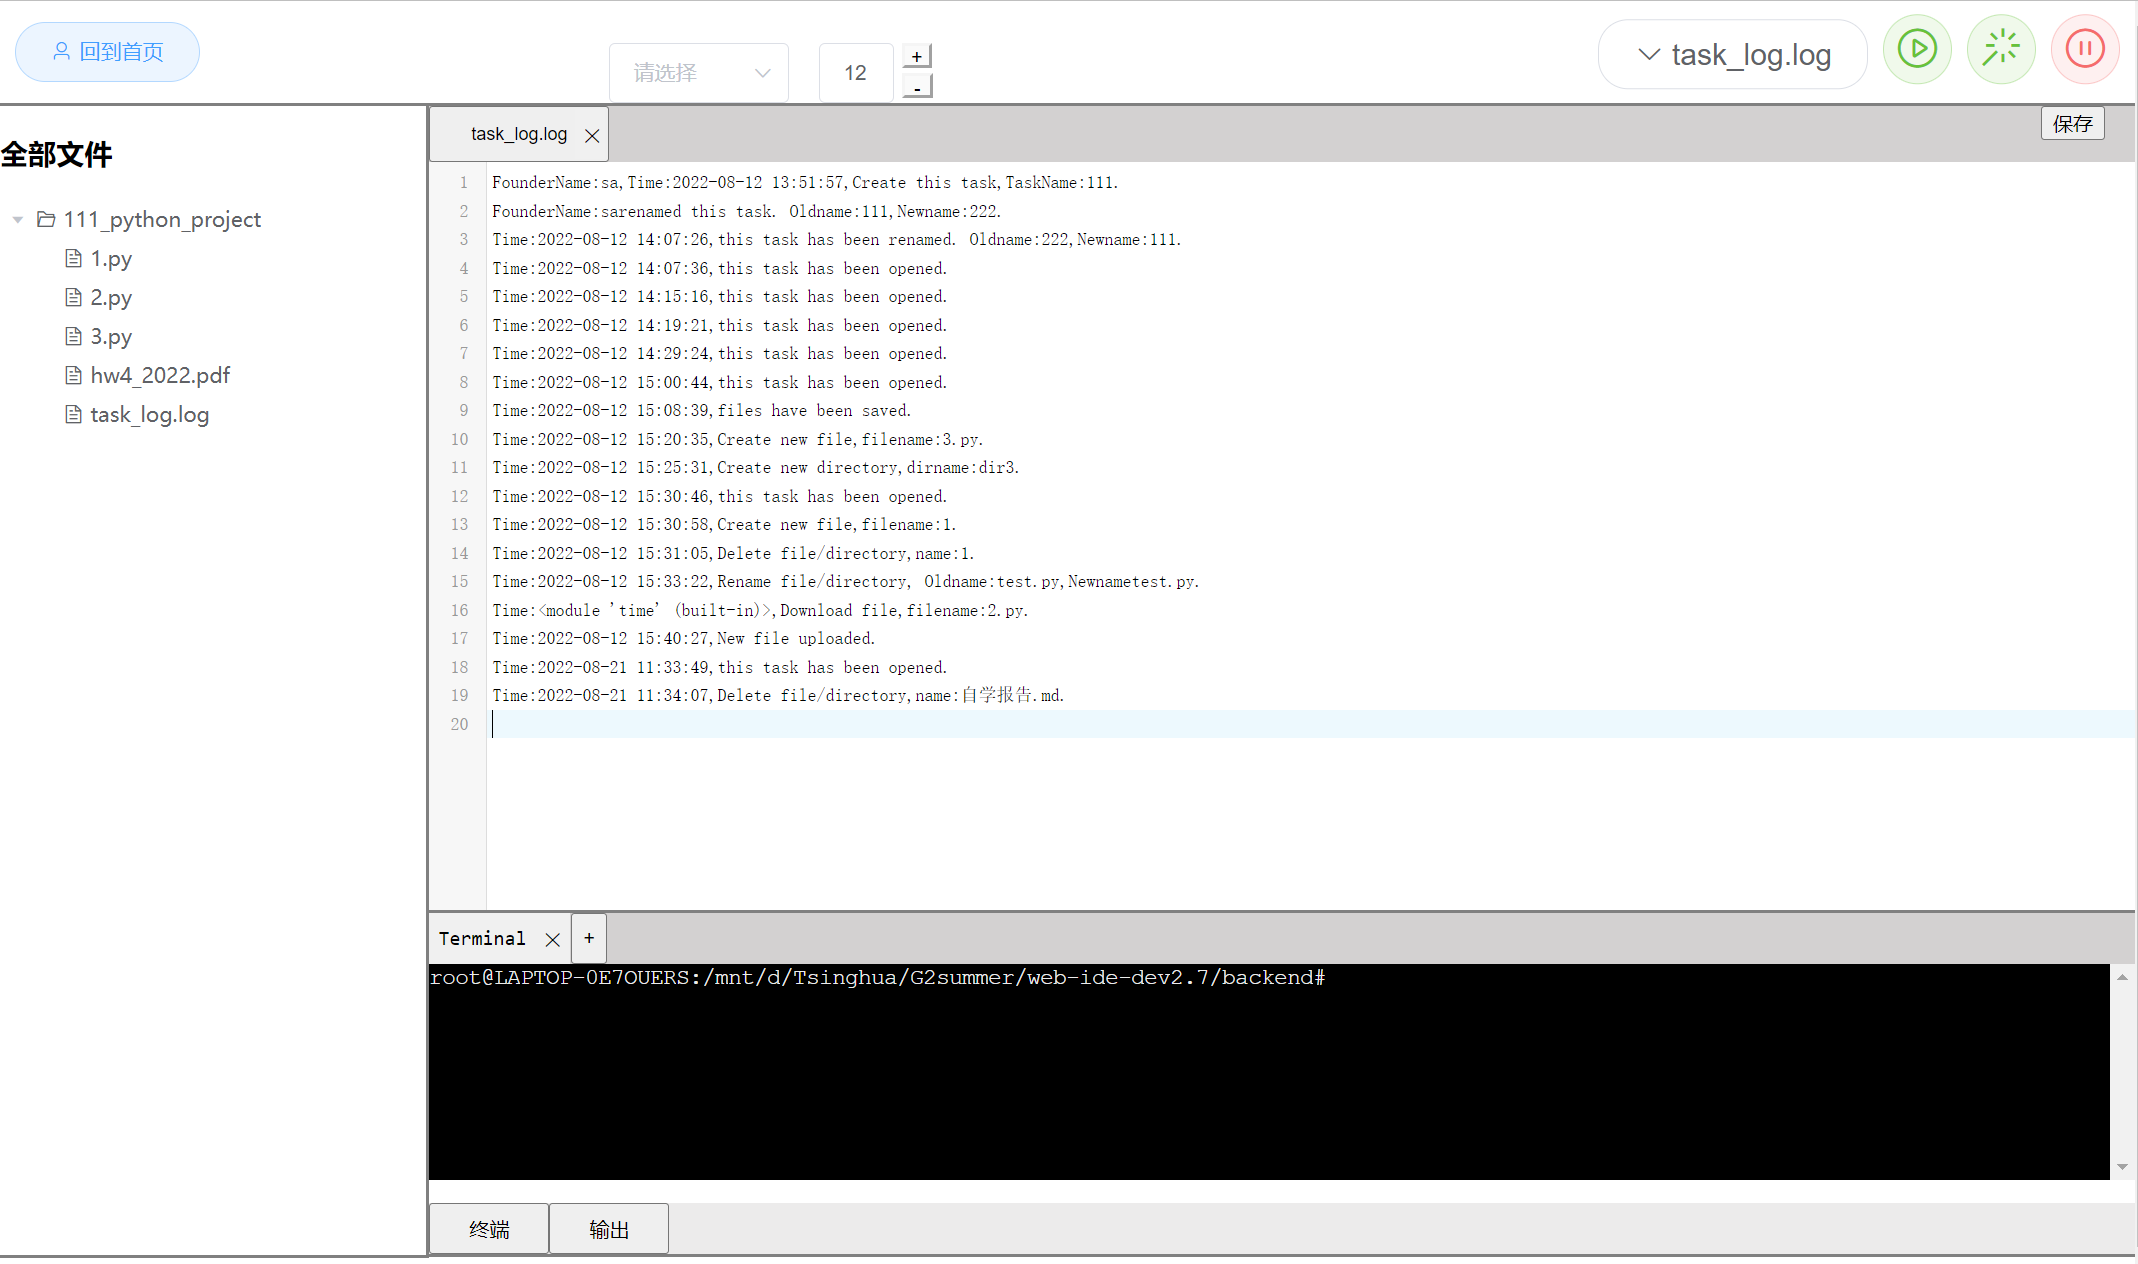 回到首页
请选择
12
+
-
task_log.log
全部文件
111_python_project
1.py
2.py
3.py
hw4_2022.pdf
task_log.log
task_log.log
保存
1 FounderName:sa,Time:2022-08-12 13:51:57,Create this task,TaskName:111.
2 FounderName:sarenamed this task. Oldname:111,Newname:222.
3 Time:2022-08-12 14:07:26,this task has been renamed. Oldname:222,Newname:111.
4 Time:2022-08-12 14:07:36,this task has been opened.
5 Time:2022-08-12 14:15:16,this task has been opened.
6 Time:2022-08-12 14:19:21,this task has been opened.
7 Time:2022-08-12 14:29:24,this task has been opened.
8 Time:2022-08-12 15:00:44,this task has been opened.
9 Time:2022-08-12 15:08:39,files have been saved.
10 Time:2022-08-12 15:20:35,Create new file,filename:3.py.
11 Time:2022-08-12 15:25:31,Create new directory,dirname:dir3.
12 Time:2022-08-12 15:30:46,this task has been opened.
13 Time:2022-08-12 15:30:58,Create new file,filename:1.
14 Time:2022-08-12 15:31:05,Delete file/directory,name:1.
15 Time:2022-08-12 15:33:22,Rename file/directory, Oldname:test.py,Newnametest.py.
16 Time:<module 'time' (built-in)>,Download file,filename:2.py.
17 Time:2022-08-12 15:40:27,New file uploaded.
18 Time:2022-08-21 11:33:49,this task has been opened.
19 Time:2022-08-21 11:34:07,Delete file/directory,name:自学报告.md.
20
Terminal
+
root@LAPTOP-0E7OUERS:/mnt/d/Tsinghua/G2summer/web-ide-dev2.7/backend#
终端
输出